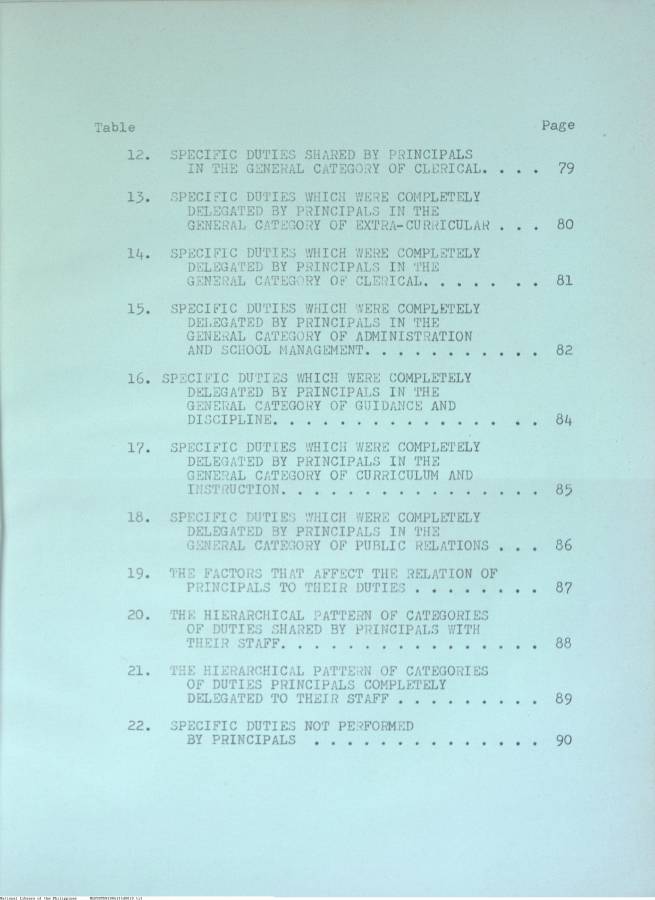 Table Page
12. SPECIFIC DUTIES SHARED BY PRINCIPALS
IN THE GENERAL CATEGORY OF CLERICAL. . . . 79
13. SPECIFIC DUTIES WHICH WERE COMPLETELY
DELEGATED BY PRINCIPALS IN THE
GENERAL CATEGORY OF EXTRA-CURRICULAR . . . 80
14. SPECIFIC DUTIES WHICH WERE COMPLETELY
DELEGATED BY PRINCIPALS IN THE
GENERAL CATEGORY OF CLERICAL. . . . . . . 81
15. SPECIFIC DUTIES WHICH WERE COMPLETELY
DELEGATED BY PRINCIPALS IN THE
GENERAL CATEGORY OF ADMINISTRATION
AND SCHOOL MANAGEMENT. . . . . . . . . . . 82
16. SPECIFIC DUTIES WHICH WERE COMPLETELY
DELEGATED BY PRINCIPALS IN THE
GENERAL CATEGORY OF GUIDANCE AND
DISCIPLINE. . . . . . . . . . . . . . . . 84
17. SPECIFIC DUTIES WHICH WERE COMPLETELY
DELEGATED BY PRINCIPALS IN THE
GENERAL CATEGORY OF CURRICULUM AND
INSTRUCTION. . . . . . . . . . . . . . . . 85
18. SPECIFIC DUTIES WHICH WERE COMPLETELY
DELEGATED BY PRINCIPALS IN THE
GENERAL CATEGORY OF PUBLIC RELATIONS . . . 86
19. THE FACTORS THAT AFFECT THE RELATION OF
PRINCIPALS TO THEIR DUTIES . . . . . . . . 87
20. THE HIERARCHICAL PATTERN OF CATEGORIES
OF DUTIES SHARED BY PRINCIPALS WITH
THEIR STAFF. . . . . . . . . . . . . . . . 88
21. THE HIERARCHICAL PATTERN OF CATEGORIES
OF DUTIES PRINCIPALS COMPLETELY
DELEGATED TO THEIR STAFF . . . . . . . . . 89
22. SPECIFIC DUTIES NOT PERFORMED
BY PRINCIPALS . . . . . . . . . . . . . . 90
National Library of the Philippines